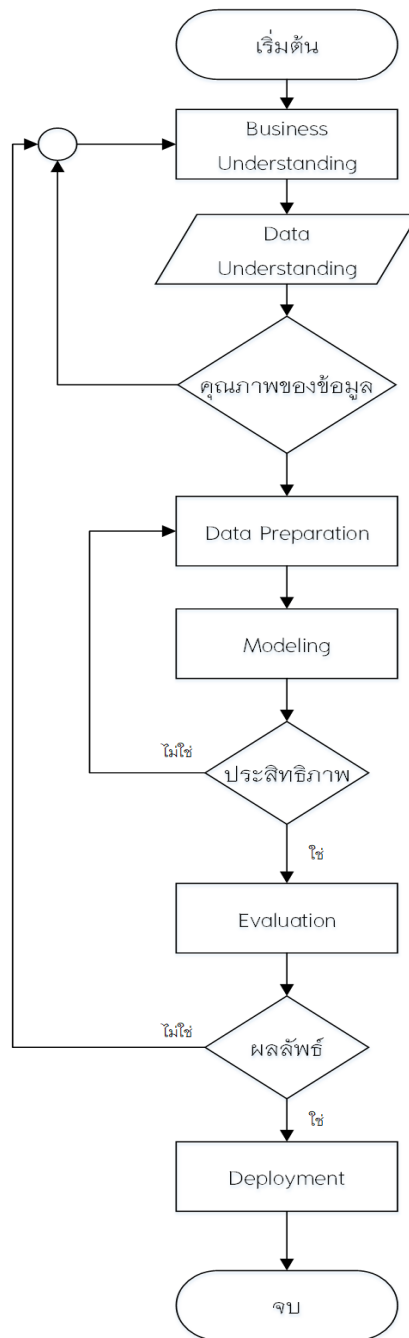 เริ่มต้น
Business
Understanding
Data
Understanding
คุณภาพของข้อมูล
Data Preparation
Modeling
ไม่ใช่
ประสิทธิภาพ
ใช่
Evaluation
ไม่ใช่
ผลลัพธ์
ใช่
Deployment
จบ